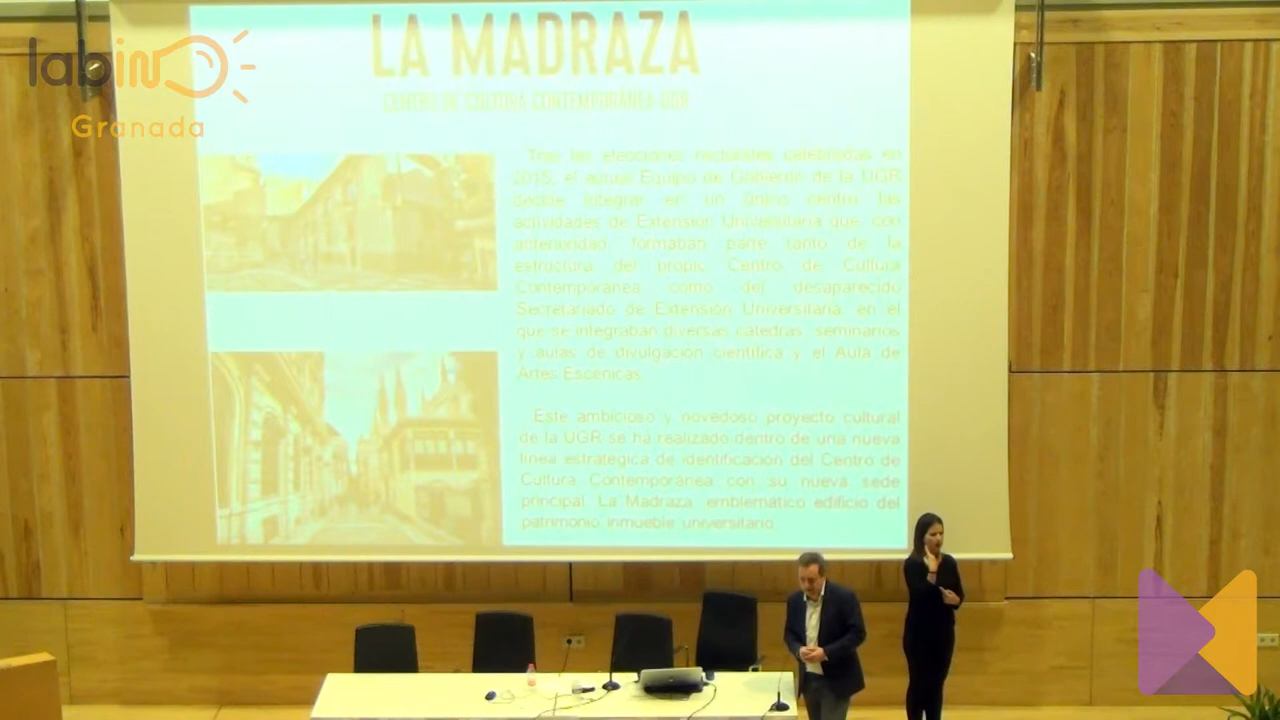 labin
Granada
LA MADRAZA
CENTRO DE CULTURA CONTEMPORÁNEA UGR
Tras las elecciones rectorales celebradas en
2015, el actual Equipo de Gobierno de la UGR
decide integrar en un único centro las
actividades de Extensión Universitaria que, con
anterioridad, formaban parte tanto de la
estructura del propio Centro de Cultura
Contemporánea como del desaparecido
Secretariado de Extensión Universitaria, en el
que se integraban diversas cátedras, seminarios
y aulas de divulgación científica y el Aula de
Artes Escénicas.
Este ambicioso y novedoso proyecto cultural
de la UGR se ha realizado dentro de una nueva
línea estratégica de identificación del Centro de
Cultura Contemporánea con su nueva sede
principal, La Madraza, emblemático edificio del
patrimonio inmueble universitario.